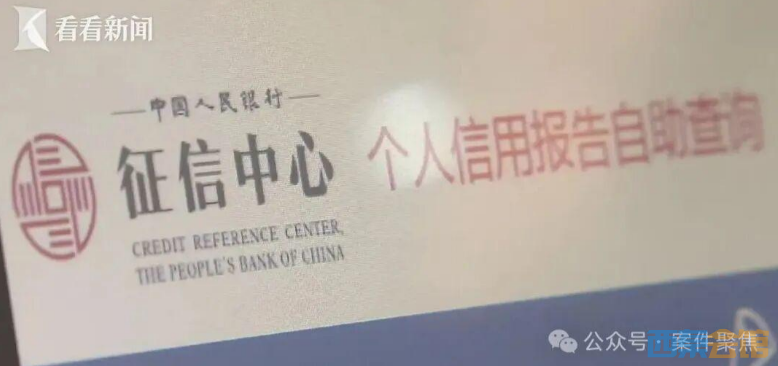 看看新闻
中国人民银行
征信中心
个人信用报告自助查询
CREDIT REFERENCE CENTER,
THE PEOPLE'S BANK OF CHINA
公众号·案件聚焦